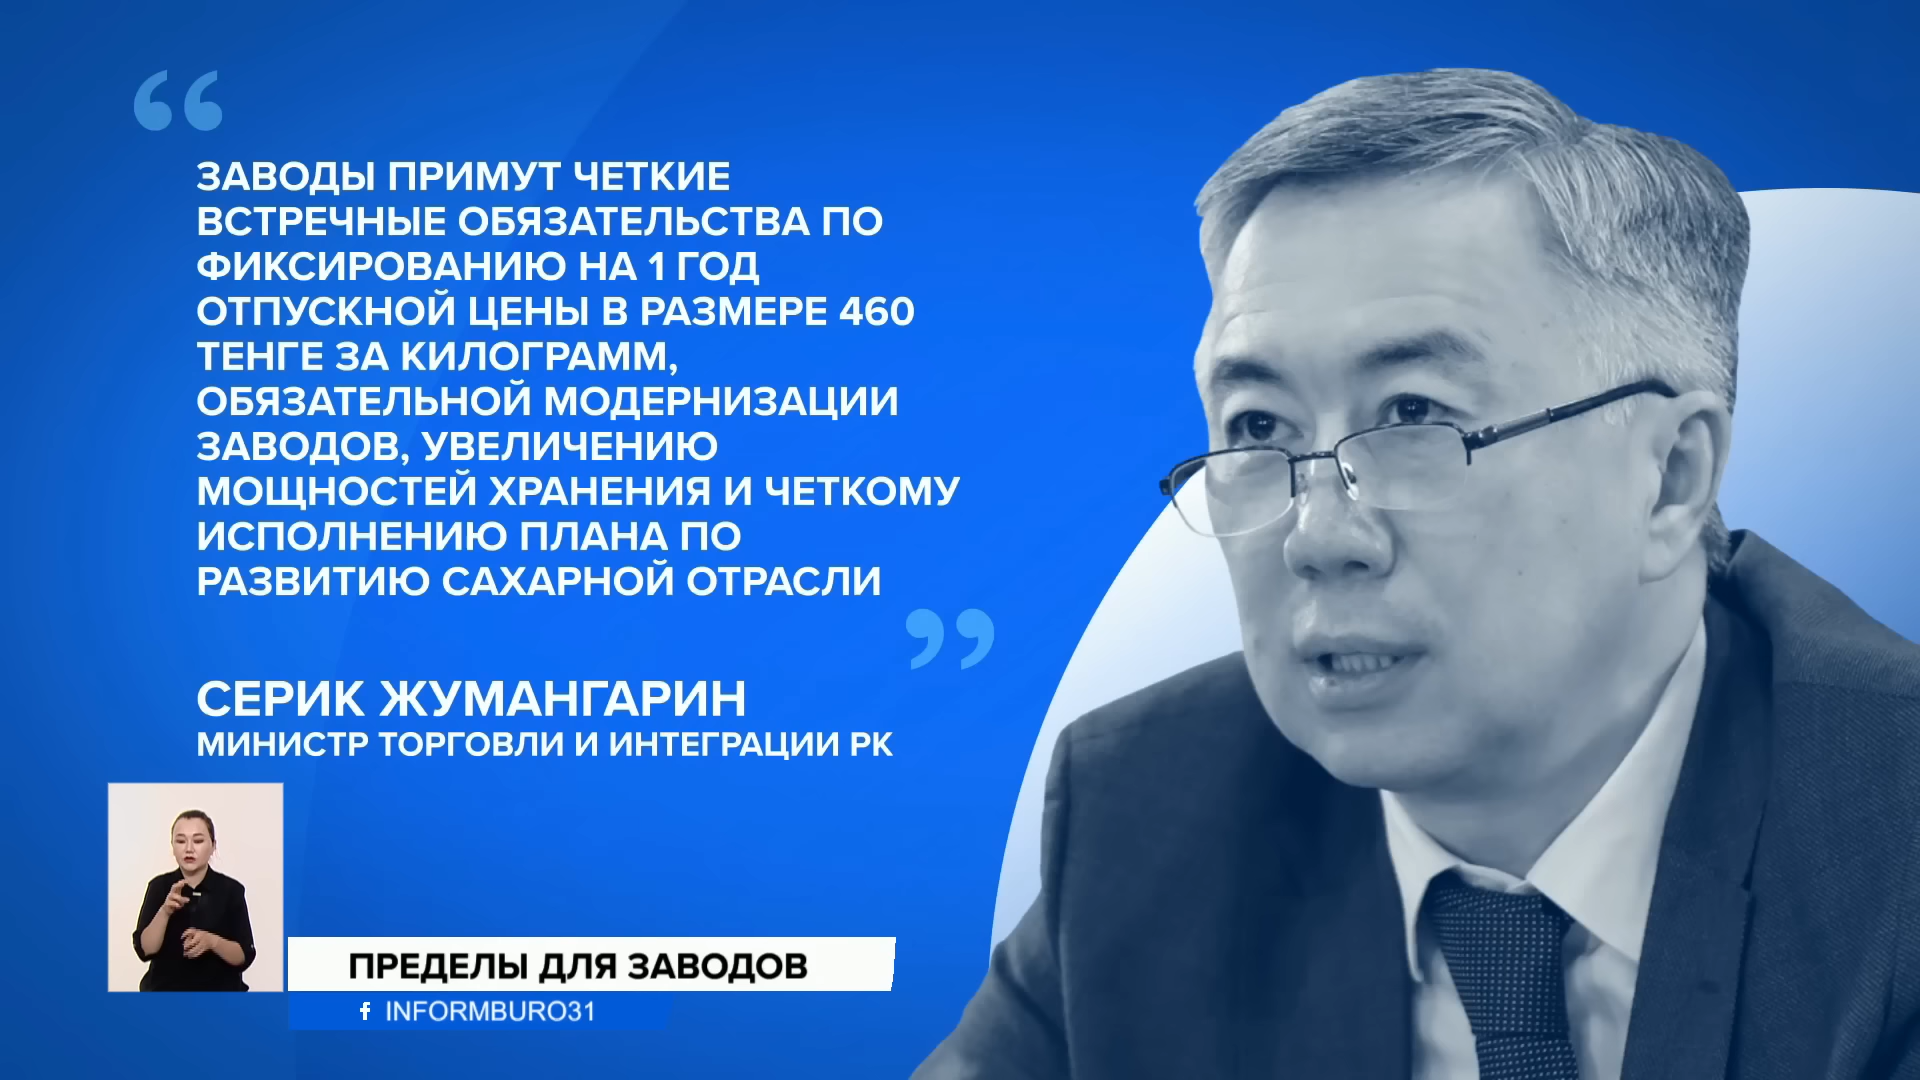 ЗАВОДЫ ПРИМУТ ЧЕТКИЕ
ВСТРЕЧНЫЕ ОБЯЗАТЕЛЬСТВА ПО
ФИКСИРОВАНИЮ НА 1 ГОД
ОТПУСКНОЙ ЦЕНЫ В РАЗМЕРЕ 460
ТЕНГЕ ЗА КИЛОГРАММ,
ОБЯЗАТЕЛЬНОЙ МОДЕРНИЗАЦИИ
ЗАВОДОВ, УВЕЛИЧЕНИЮ
МОЩНОСТЕЙ ХРАНЕНИЯ И ЧЕТКОМУ
ИСПОЛНЕНИЮ ПЛАНА ПО
РАЗВИТИЮ САХАРНОЙ ОТРАСЛИ
СЕРИК ЖУМАНГАРИН
МИНИСТР ТОРГОВЛИ И ИНТЕГРАЦИИ РК
ПРЕДЕЛЫ ДЛЯ ЗАВОДОВ
f INFORMBURO31